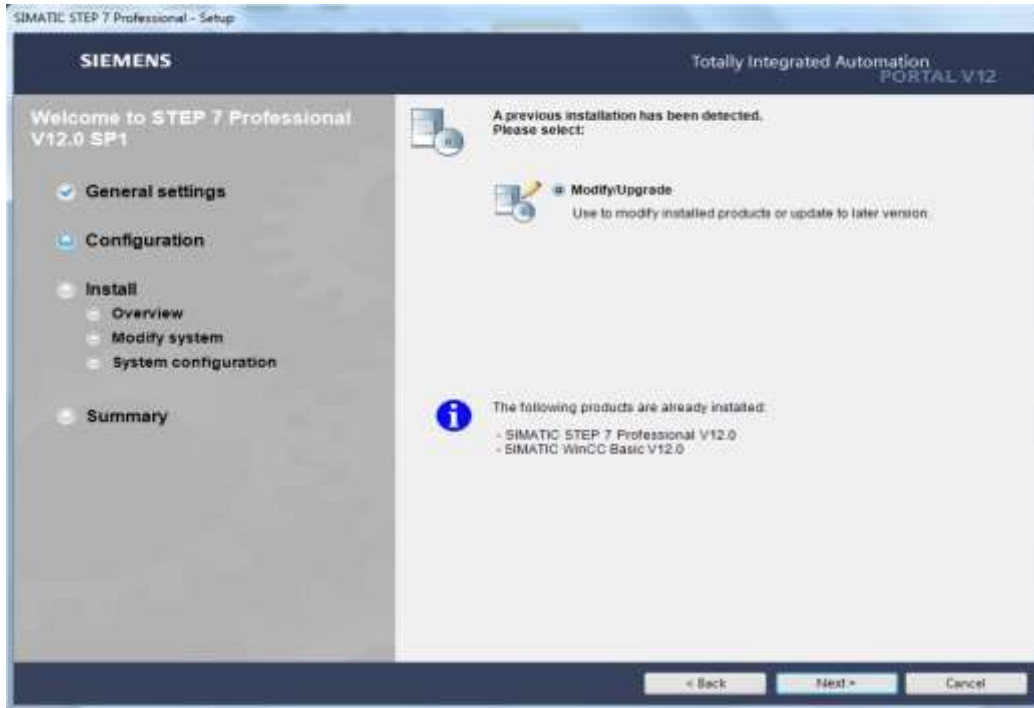 SIMATIC STEP 7 Professional - Setup
SIEMENS
Totally Integrated Automation
PORTAL V12
Welcome to STEP 7 Professional
V12.0 SP1
General settings
Configuration
Install
Overview
Modify system
System configuration
Summary
A previous installation has been detected.
Please select:
Modify/Upgrade
Use to modify installed products or update to later version.
The following products are already installed:
- SIMATIC STEP 7 Professional V12.0
- SIMATIC WinCC Basic V12.0
< Back
Next >
Cancel